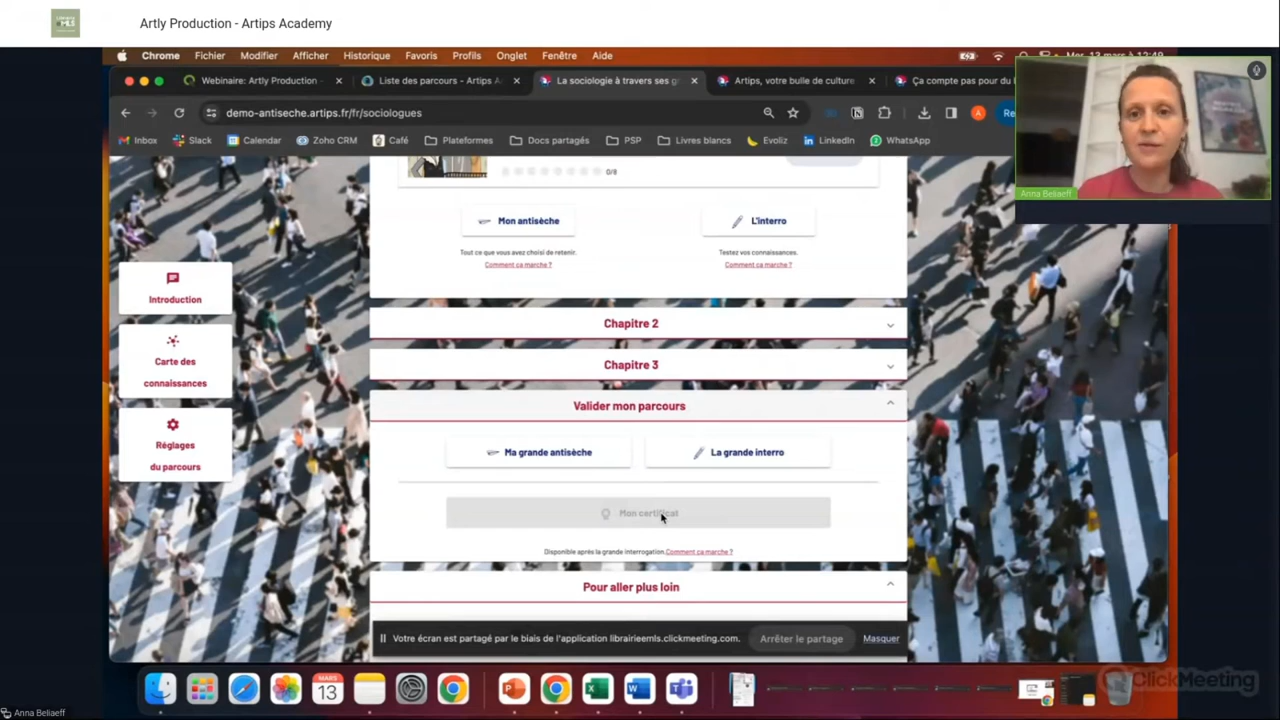 Artly Production - Artips Academy
Chrome Fichier Modifier Afficher Historique Favoris Profils Onglet Fenêtre Aide
Mer. 13 mars à 12:49
Webinaire: Artly Production -
Liste des parcours - Artips A
La sociologie à travers ses g
Artips, votre bulle de culture
Ça compte pas pour du
demo-antiseche.artips.fr/fr/sociologues
Inbox Slack Calendar Zoho CRM Café Plateformes Docs partagés PSP Livres blancs Evoliz LinkedIn WhatsApp
Anna Beliaeff
0/8
Mon antisèche
L'interro
Tout ce que vous avez choisi de retenir.
Testez vos connaissances.
Comment ça marche ?
Comment ça marche ?
Introduction
Carte des
connaissances
Réglages
du parcours
Chapitre 2
Chapitre 3
Valider mon parcours
Ma grande antisèche
La grande interro
Mon certificat
Disponible après la grande interrogation.Comment ça marche ?
Pour aller plus loin
Votre écran est partagé par le biais de l'application librairieemls.clickmeeting.com.
Arrêter le partage
Masquer
MARS
13
ClickMeeting
Anna Beliaeff